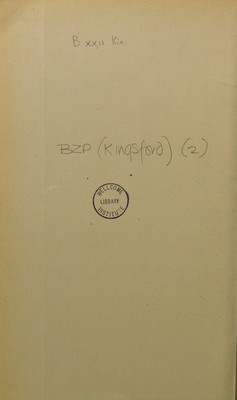 B xxii Kin
BZP (Kingsford) (2)
WELLCOME
LIBRARY
INSTITUTE